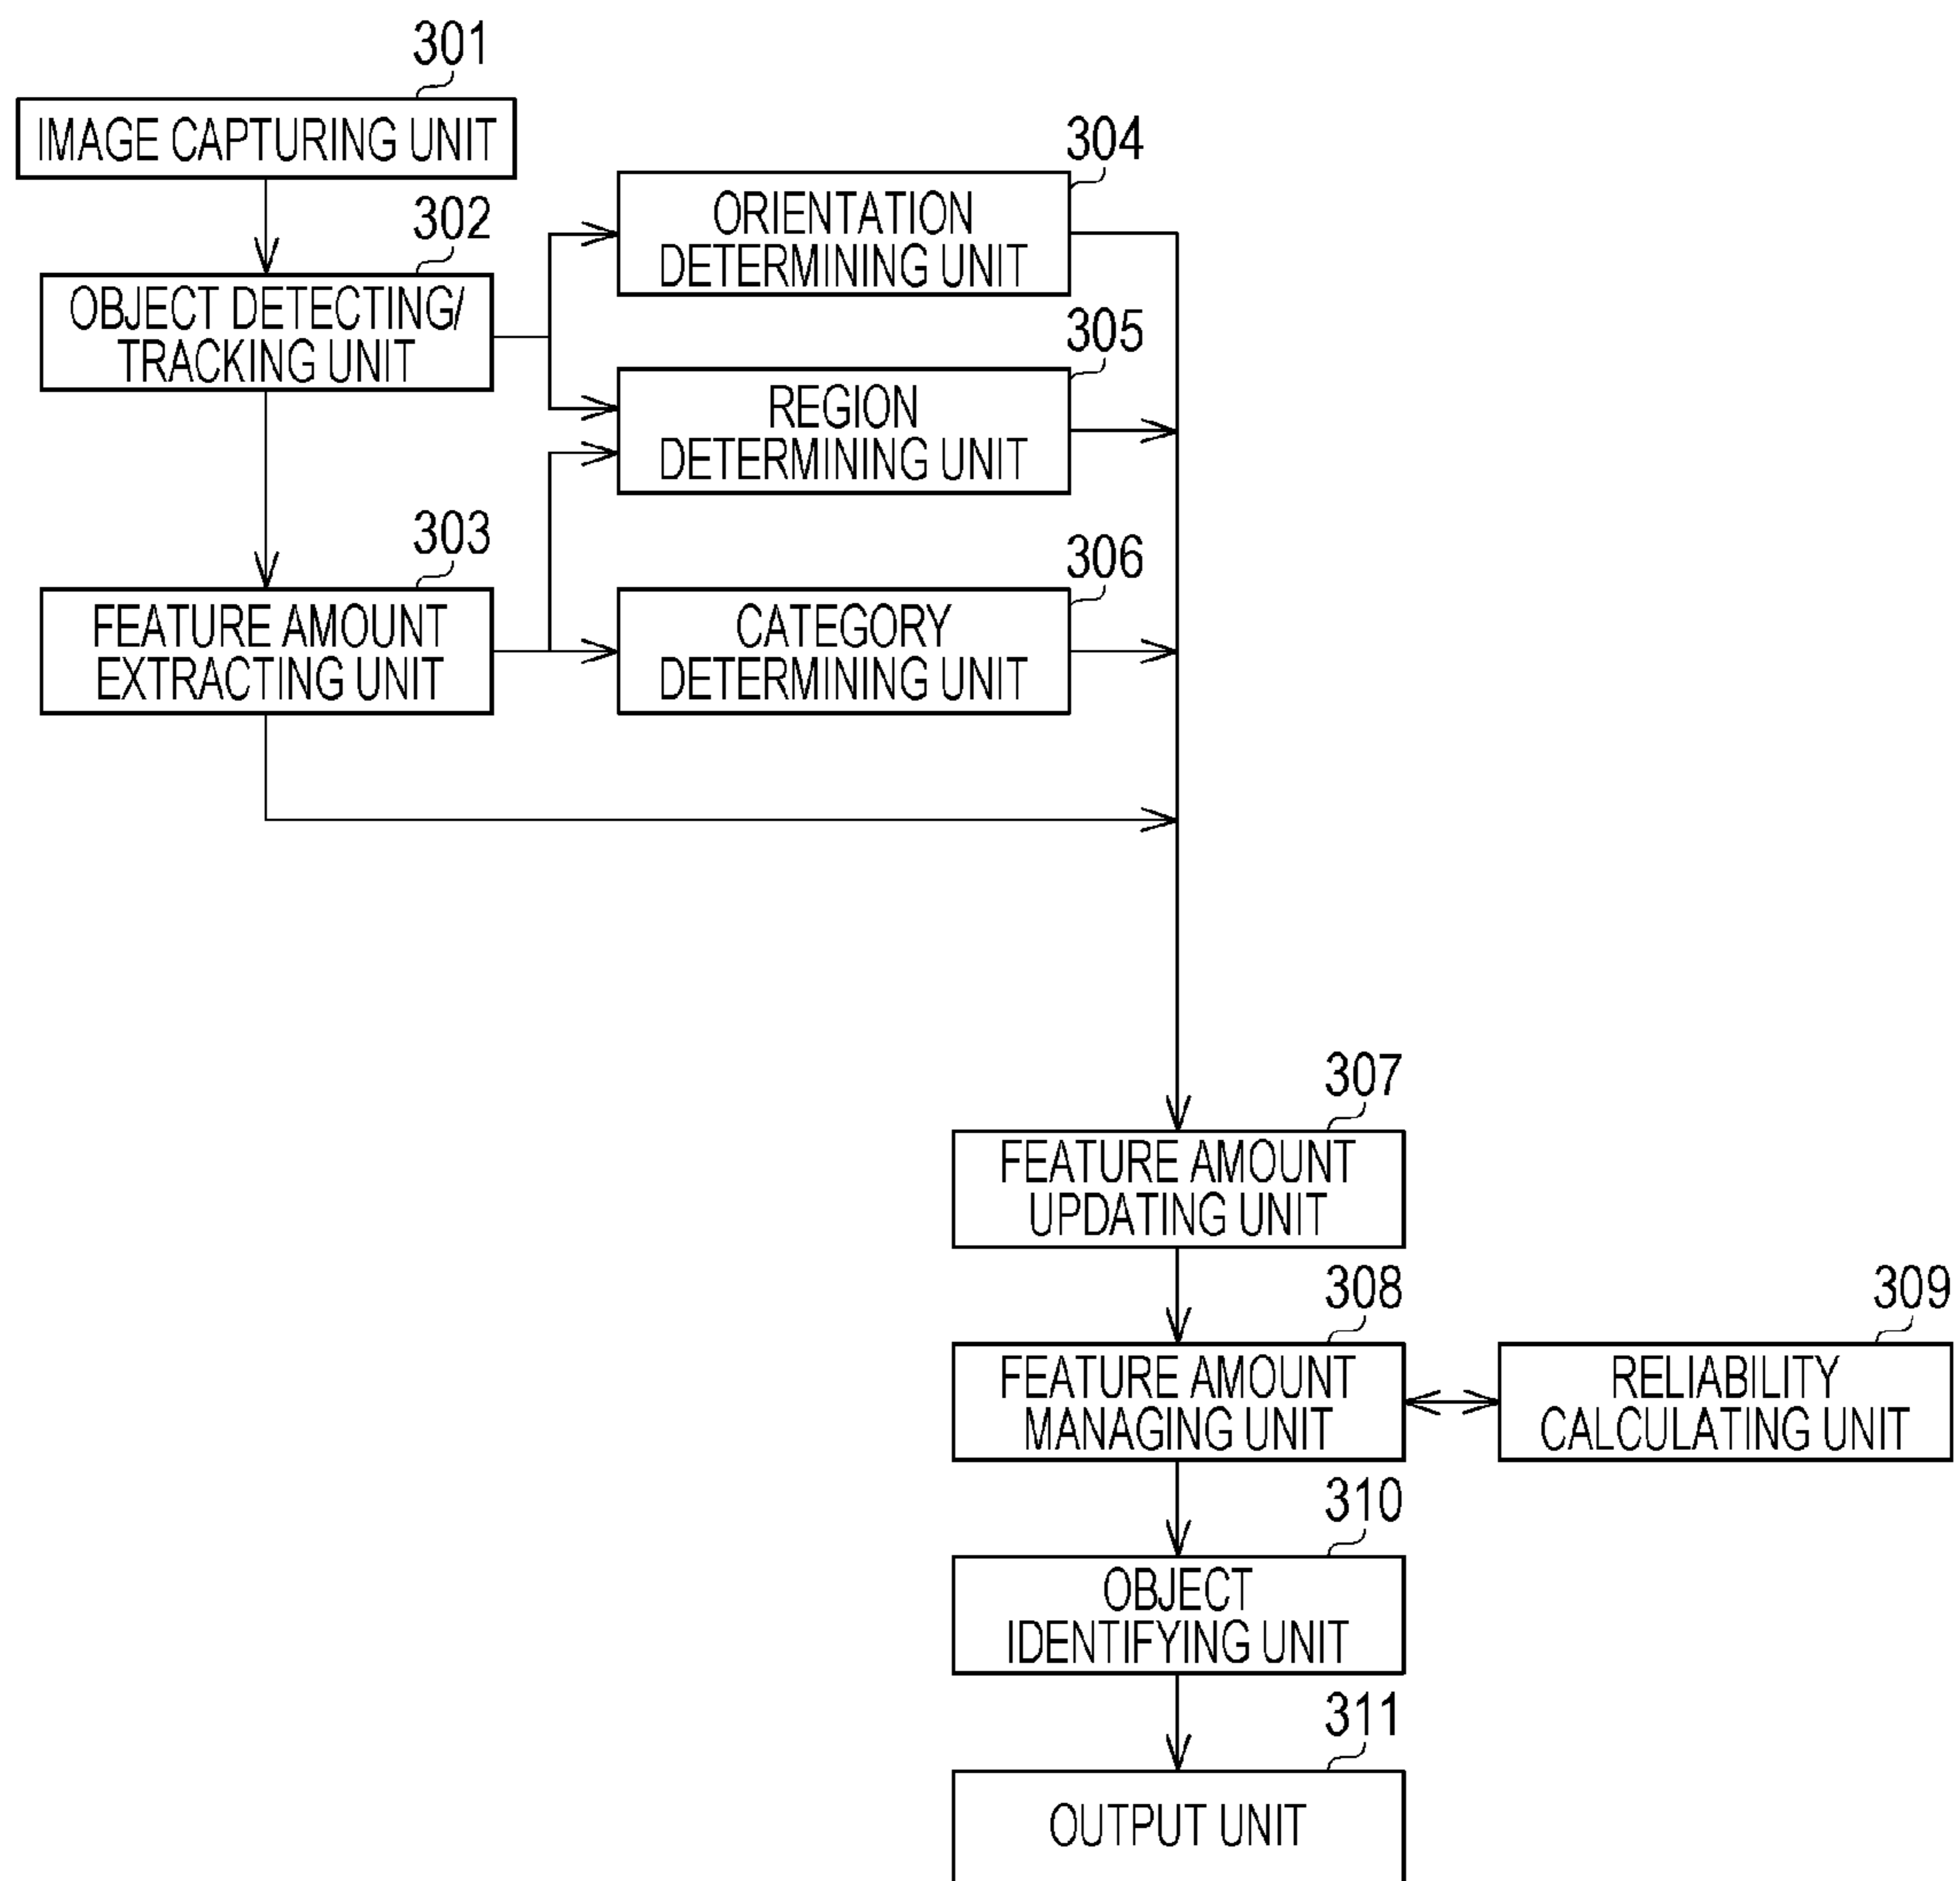 301
IMAGE CAPTURING UNIT
302
OBJECT DETECTING/
TRACKING UNIT
303
FEATURE AMOUNT
EXTRACTING UNIT
304
ORIENTATION
DETERMINING UNIT
305
REGION
DETERMINING UNIT
306
CATEGORY
DETERMINING UNIT
307
FEATURE AMOUNT
UPDATING UNIT
308
FEATURE AMOUNT
MANAGING UNIT
309
RELIABILITY
CALCULATING UNIT
310
OBJECT
IDENTIFYING UNIT
311
OUTPUT UNIT